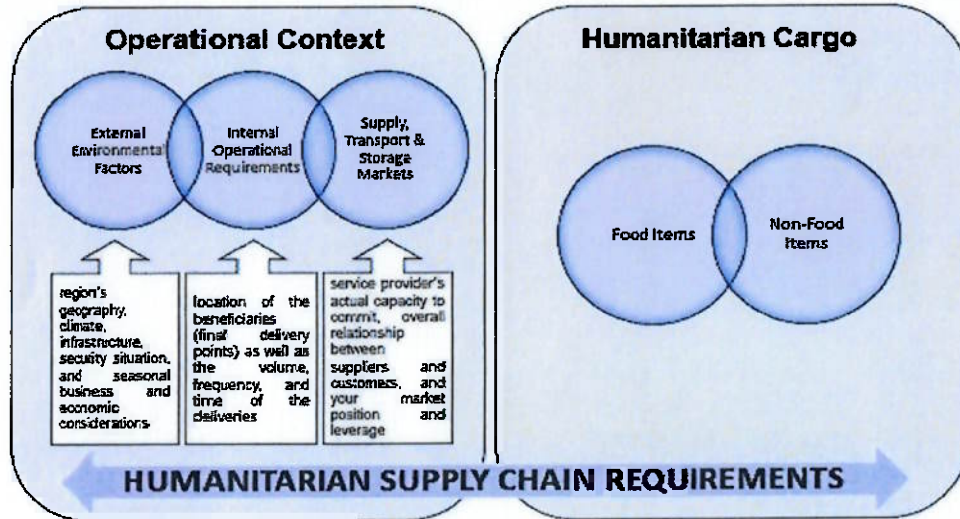 Operational Context
External
Environmental
Factors
Internal
Operational
Requirements
Supply,
Transport &
Storage
Markets
region's
geography,
climate,
infrastructure,
security situation,
and seasonal
business and
economic
considerations
location of the
beneficiaries
(final delivery
points) as well as
the volume,
frequency, and
time of the
deliveries
service provider's
actual capacity to
commit, overall
relationship
between
suppliers and
customers, and
your market
position and
leverage
Humanitarian Cargo
Food Items
Non-Food
Items
HUMANITARIAN SUPPLY CHAIN REQUIREMENTS